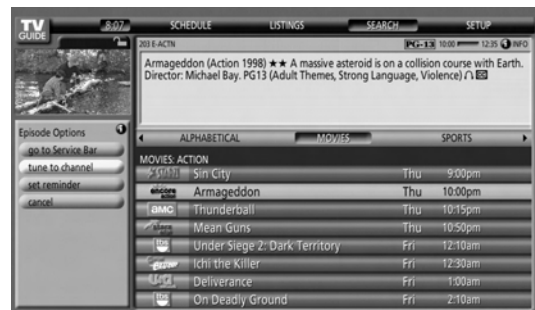 TV GUIDE
8:07
SCHEDULE LISTINGS SEARCH SETUP
203 E-ACTN PG-13 10:00 12:35 INFO
Armageddon (Action 1998) ★★ A massive asteroid is on a collision course with Earth.
Director: Michael Bay. PG13 (Adult Themes, Strong Language, Violence)
ALPHABETICAL MOVIES SPORTS
Episode Options
go to Service Bar
tune to channel
set reminder
cancel
MOVIES: ACTION
Sin City Thu 9:00pm
encore Armageddon Thu 10:00pm
amc Thunderball Thu 10:15pm
Mean Guns Thu 10:50pm
tbs Under Siege 2: Dark Territory Fri 12:10am
Ichi the Killer Fri 12:30am
Deliverance Fri 1:00am
tbs On Deadly Ground Fri 2:10am